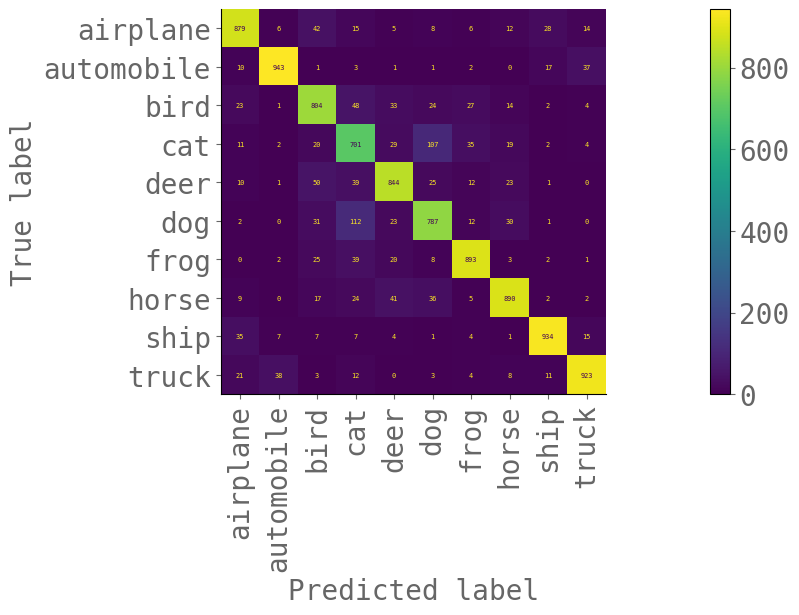 airplane 879 6 42 15 5 8 6 12 28 14
automobile 10 943 1 3 1 1 2 0 17 37 800
bird 23 1 804 48 33 24 27 14 2 4
cat 11 2 20 701 29 107 35 19 2 4 600
deer 10 1 50 39 844 25 12 23 1 0
dog 2 0 31 112 23 787 12 30 1 0 400
frog 0 2 25 39 20 8 893 3 2 1
horse 9 0 17 24 41 36 5 890 2 2 200
ship 35 7 7 7 4 1 4 1 934 15
truck 21 38 3 12 0 3 4 8 11 923 0
True label
airplane
automobile
bird
cat
deer
dog
frog
horse
ship
truck
Predicted label